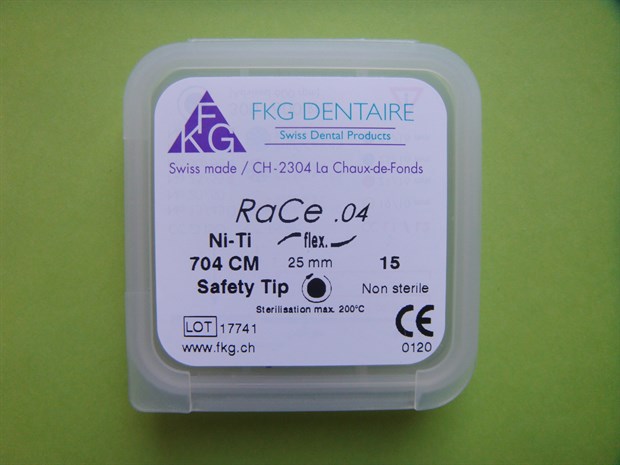 FKG
FKG DENTAIRE
Swiss Dental Products
Swiss made / CH-2304 La Chaux-de-Fonds
RaCe .04
Ni-Ti flex.
704 CM 25 mm 15
Safety Tip Non sterile
Sterilisation max. 200°C
LOT 17741 CE
www.fkg.ch 0120